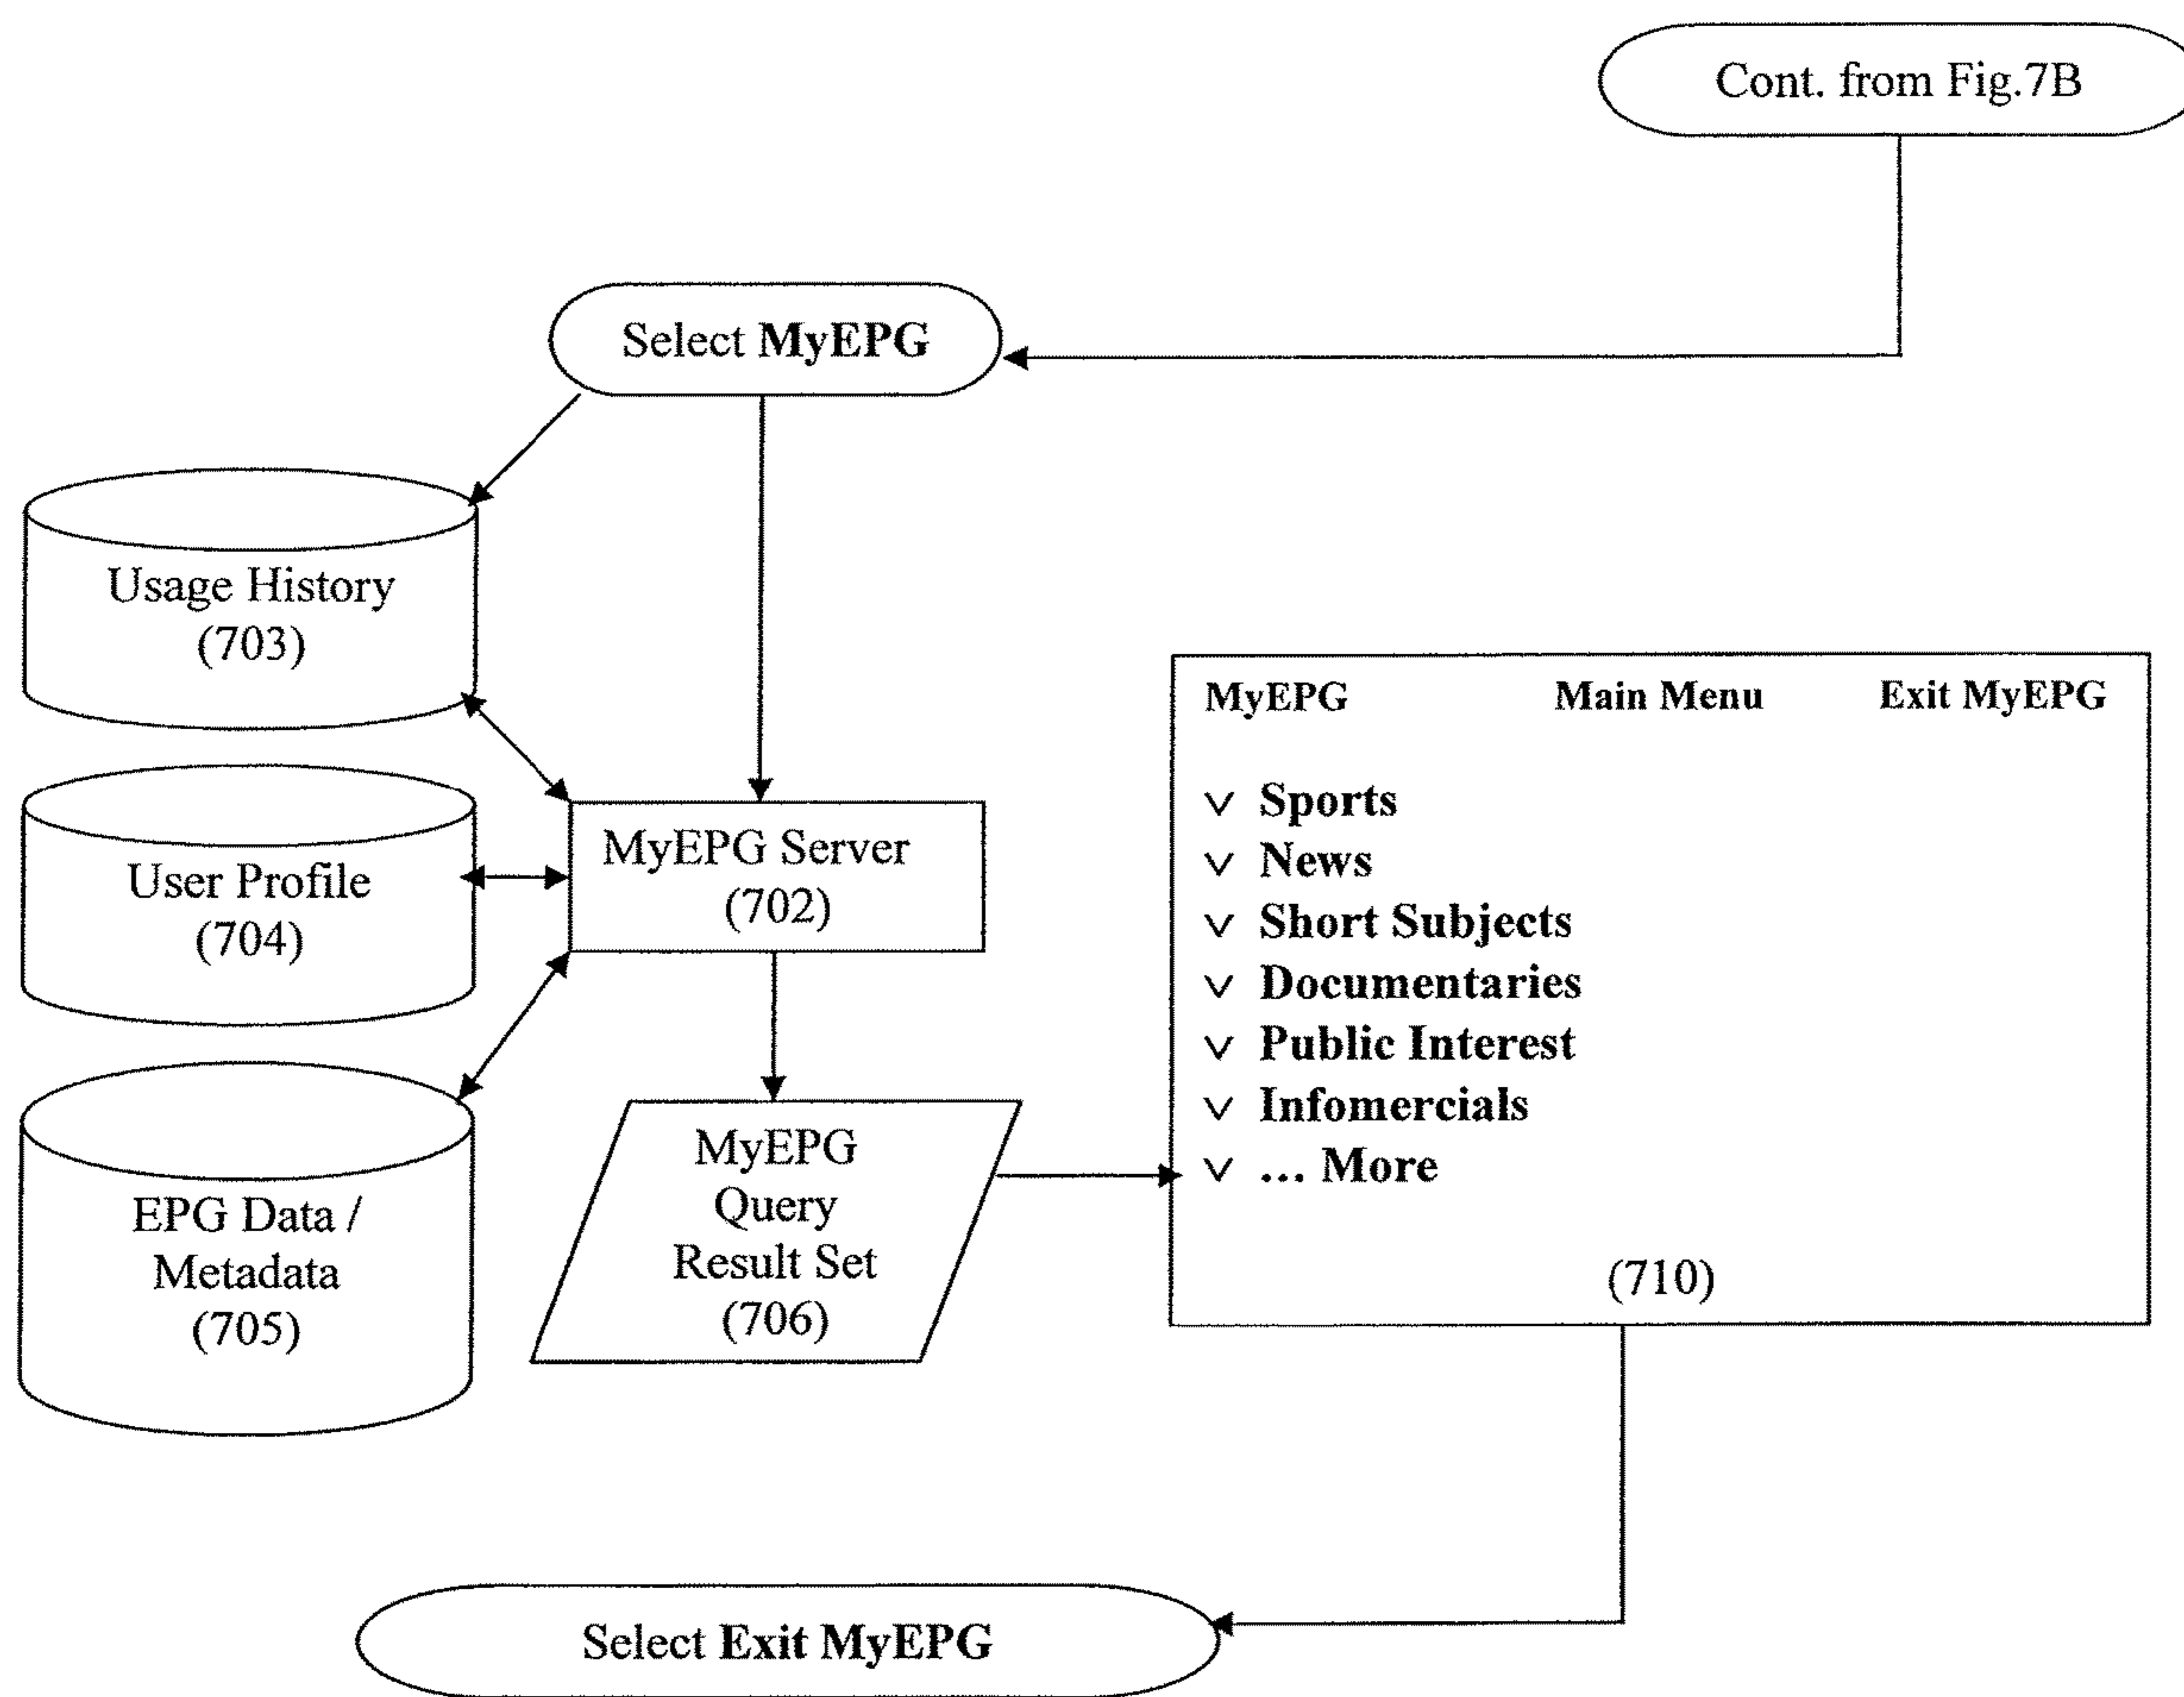 Cont. from Fig.7B
Select MyEPG
Usage History
(703)
MyEPG Main Menu Exit MyEPG
v Sports
v News
v Short Subjects
v Documentaries
v Public Interest
v Infomercials
v ... More
(710)
MyEPG Server
(702)
User Profile
(704)
EPG Data /
Metadata
(705)
MyEPG
Query
Result Set
(706)
Select Exit MyEPG